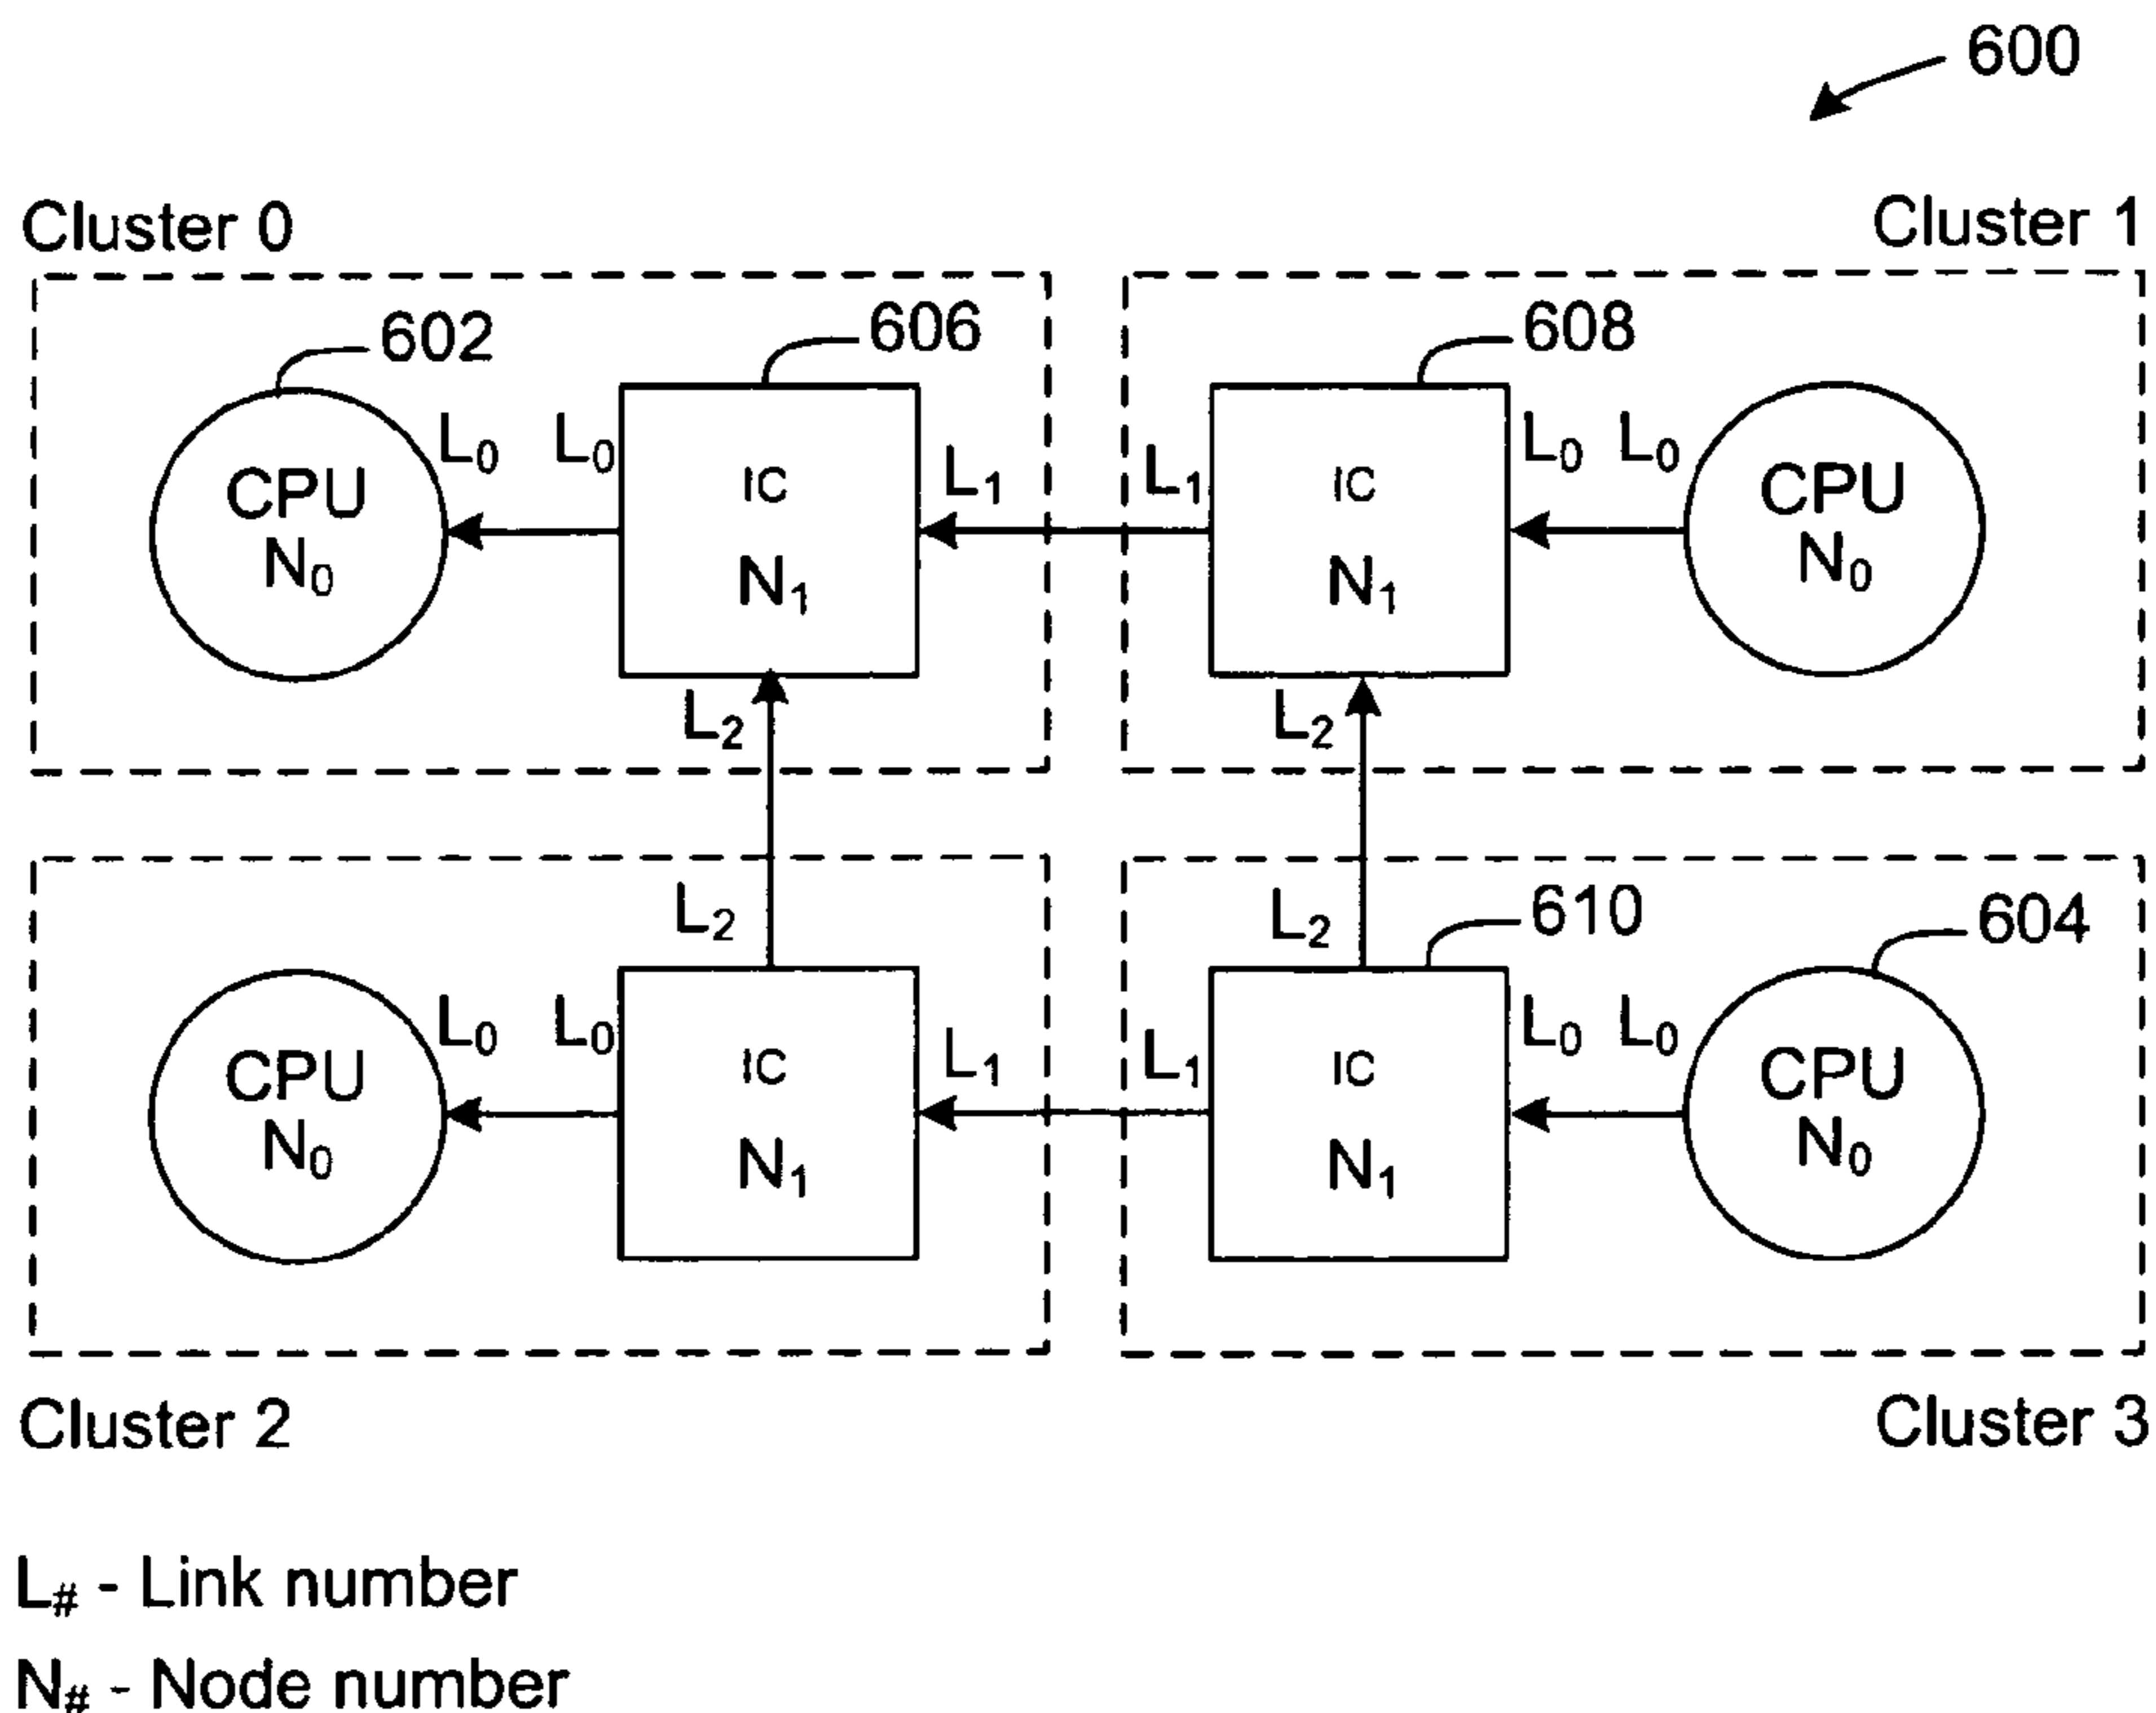 600
Cluster 0
Cluster 1
602
606
608
CPU
N0
L0
L0
IC
N1
L1
L1
IC
N1
L0
L0
CPU
N0
L2
L2
L2
L2
610
604
CPU
N0
L0
L0
IC
N1
L1
L1
IC
N1
L0
L0
CPU
N0
Cluster 2
Cluster 3
L# - Link number
N# - Node number